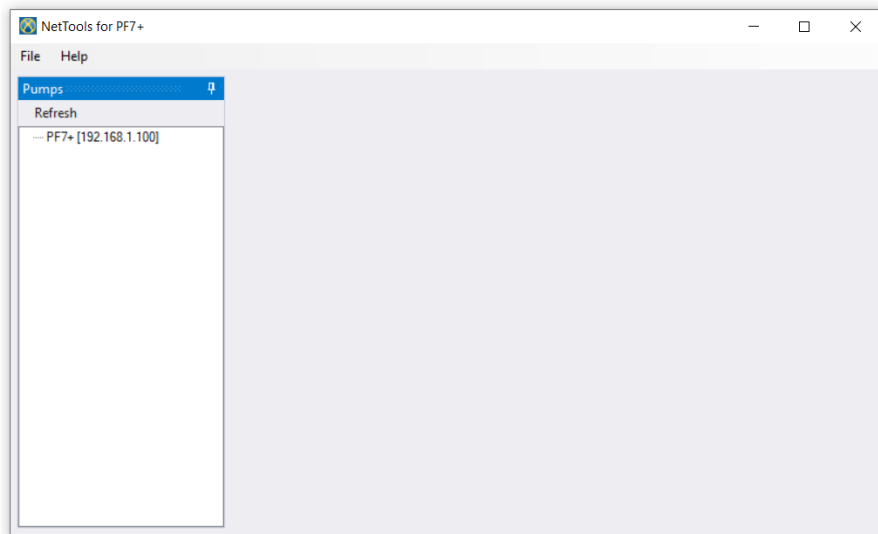 NetTools for PF7+
File Help
Pumps
Refresh
PF7+ [192.168.1.100]